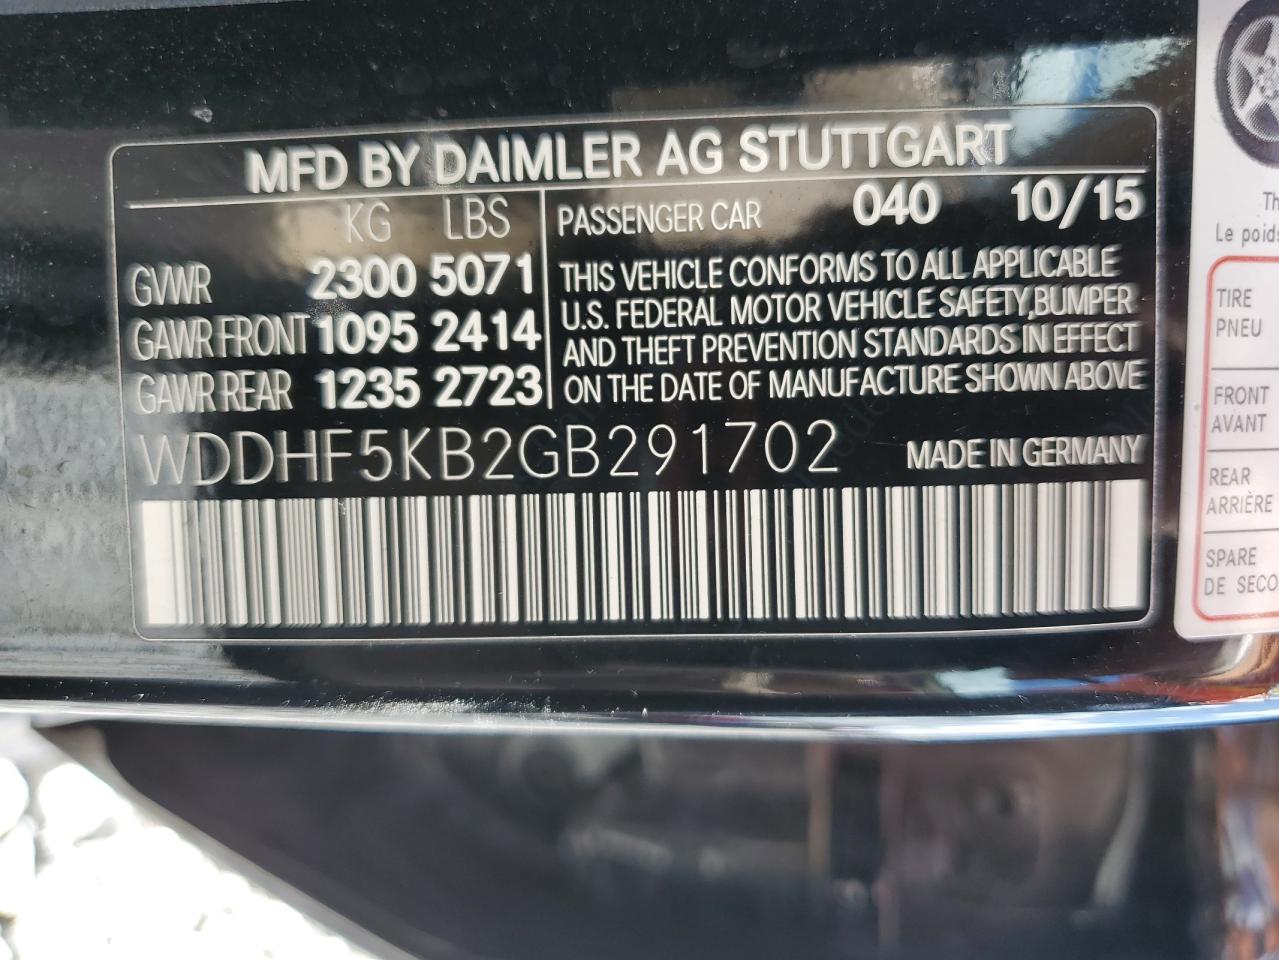 MFD BY DAIMLER AG STUTTGART
KG LBS
GVWR 2300 5071
GAWR FRONT 1095 2414
GAWR REAR 1235 2723
PASSENGER CAR 040 10/15
THIS VEHICLE CONFORMS TO ALL APPLICABLE
U.S. FEDERAL MOTOR VEHICLE SAFETY,BUMPER
AND THEFT PREVENTION STANDARDS IN EFFECT
ON THE DATE OF MANUFACTURE SHOWN ABOVE
WDDHF5KB2GB291702 MADE IN GERMANY
Le poids
TIRE
PNEU
FRONT
AVANT
REAR
ARRIÈRE
SPARE
DE